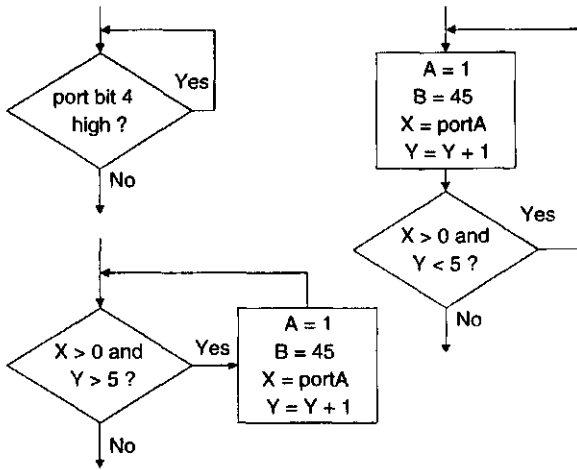 port bit 4
high ?
Yes
No
A = 1
B = 45
X = portA
Y = Y + 1
X > 0 and
Y < 5 ?
Yes
No
X > 0 and
Y > 5 ?
Yes
No
A = 1
B = 45
X = portA
Y = Y + 1